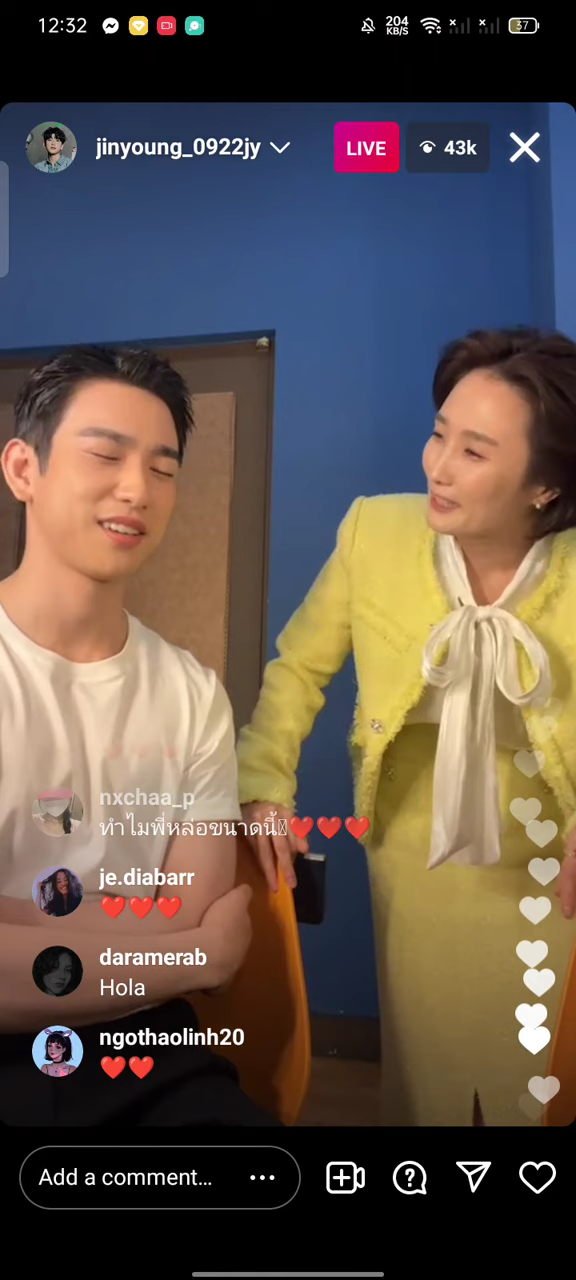 12:32
204
KB/S
37
jinyoung_0922jy
LIVE
43k
nxchaa_p
ทำไมพี่หล่อขนาดนี้❤️❤️❤️
je.diabarr
❤️❤️❤️
daramerab
Hola
ngothaolinh20
❤️❤️
Add a comment...